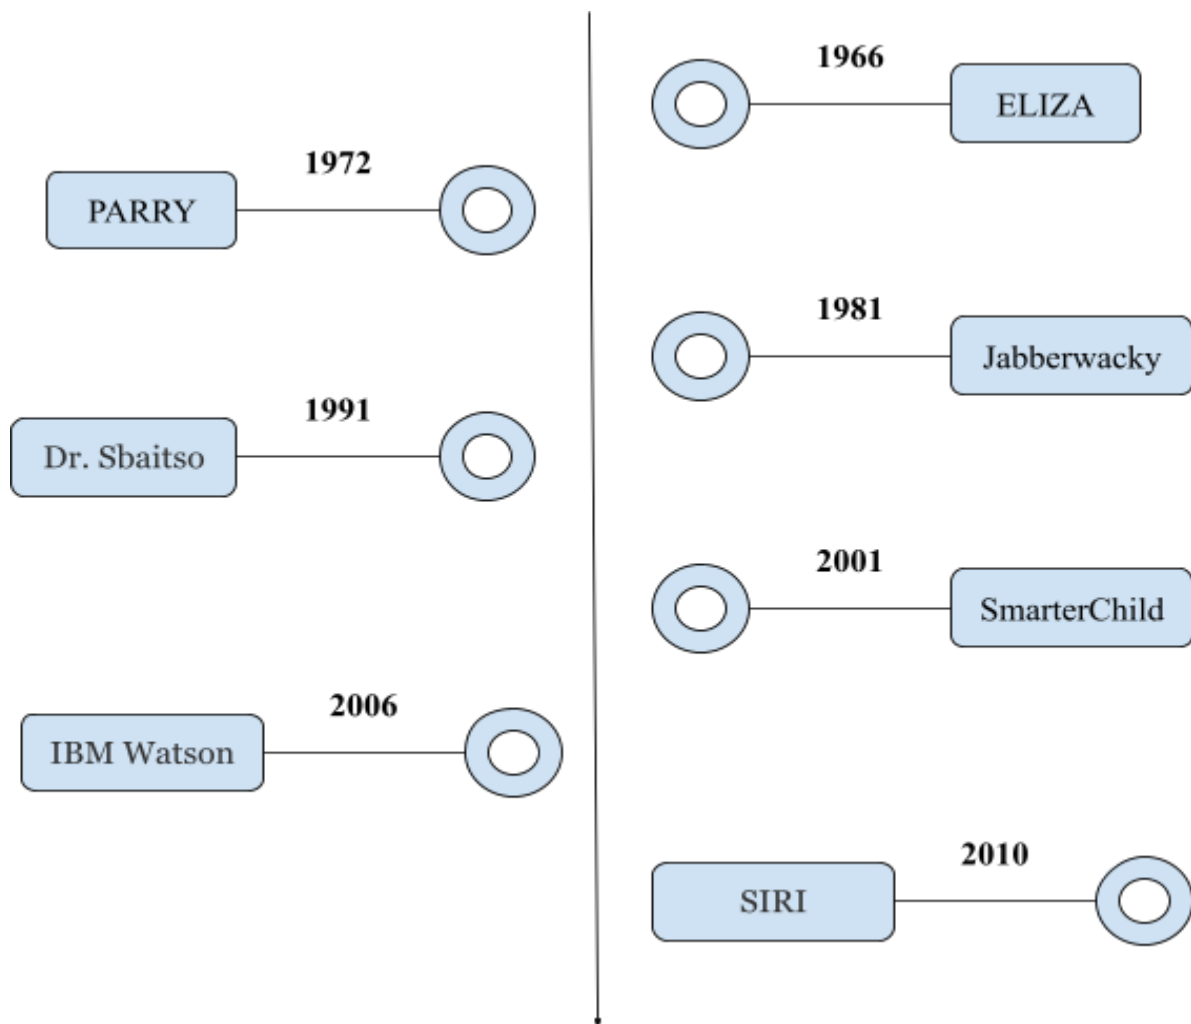 1966
ELIZA
1972
PARRY
1981
Jabberwacky
1991
Dr. Sbaitso
2001
SmarterChild
2006
IBM Watson
2010
SIRI